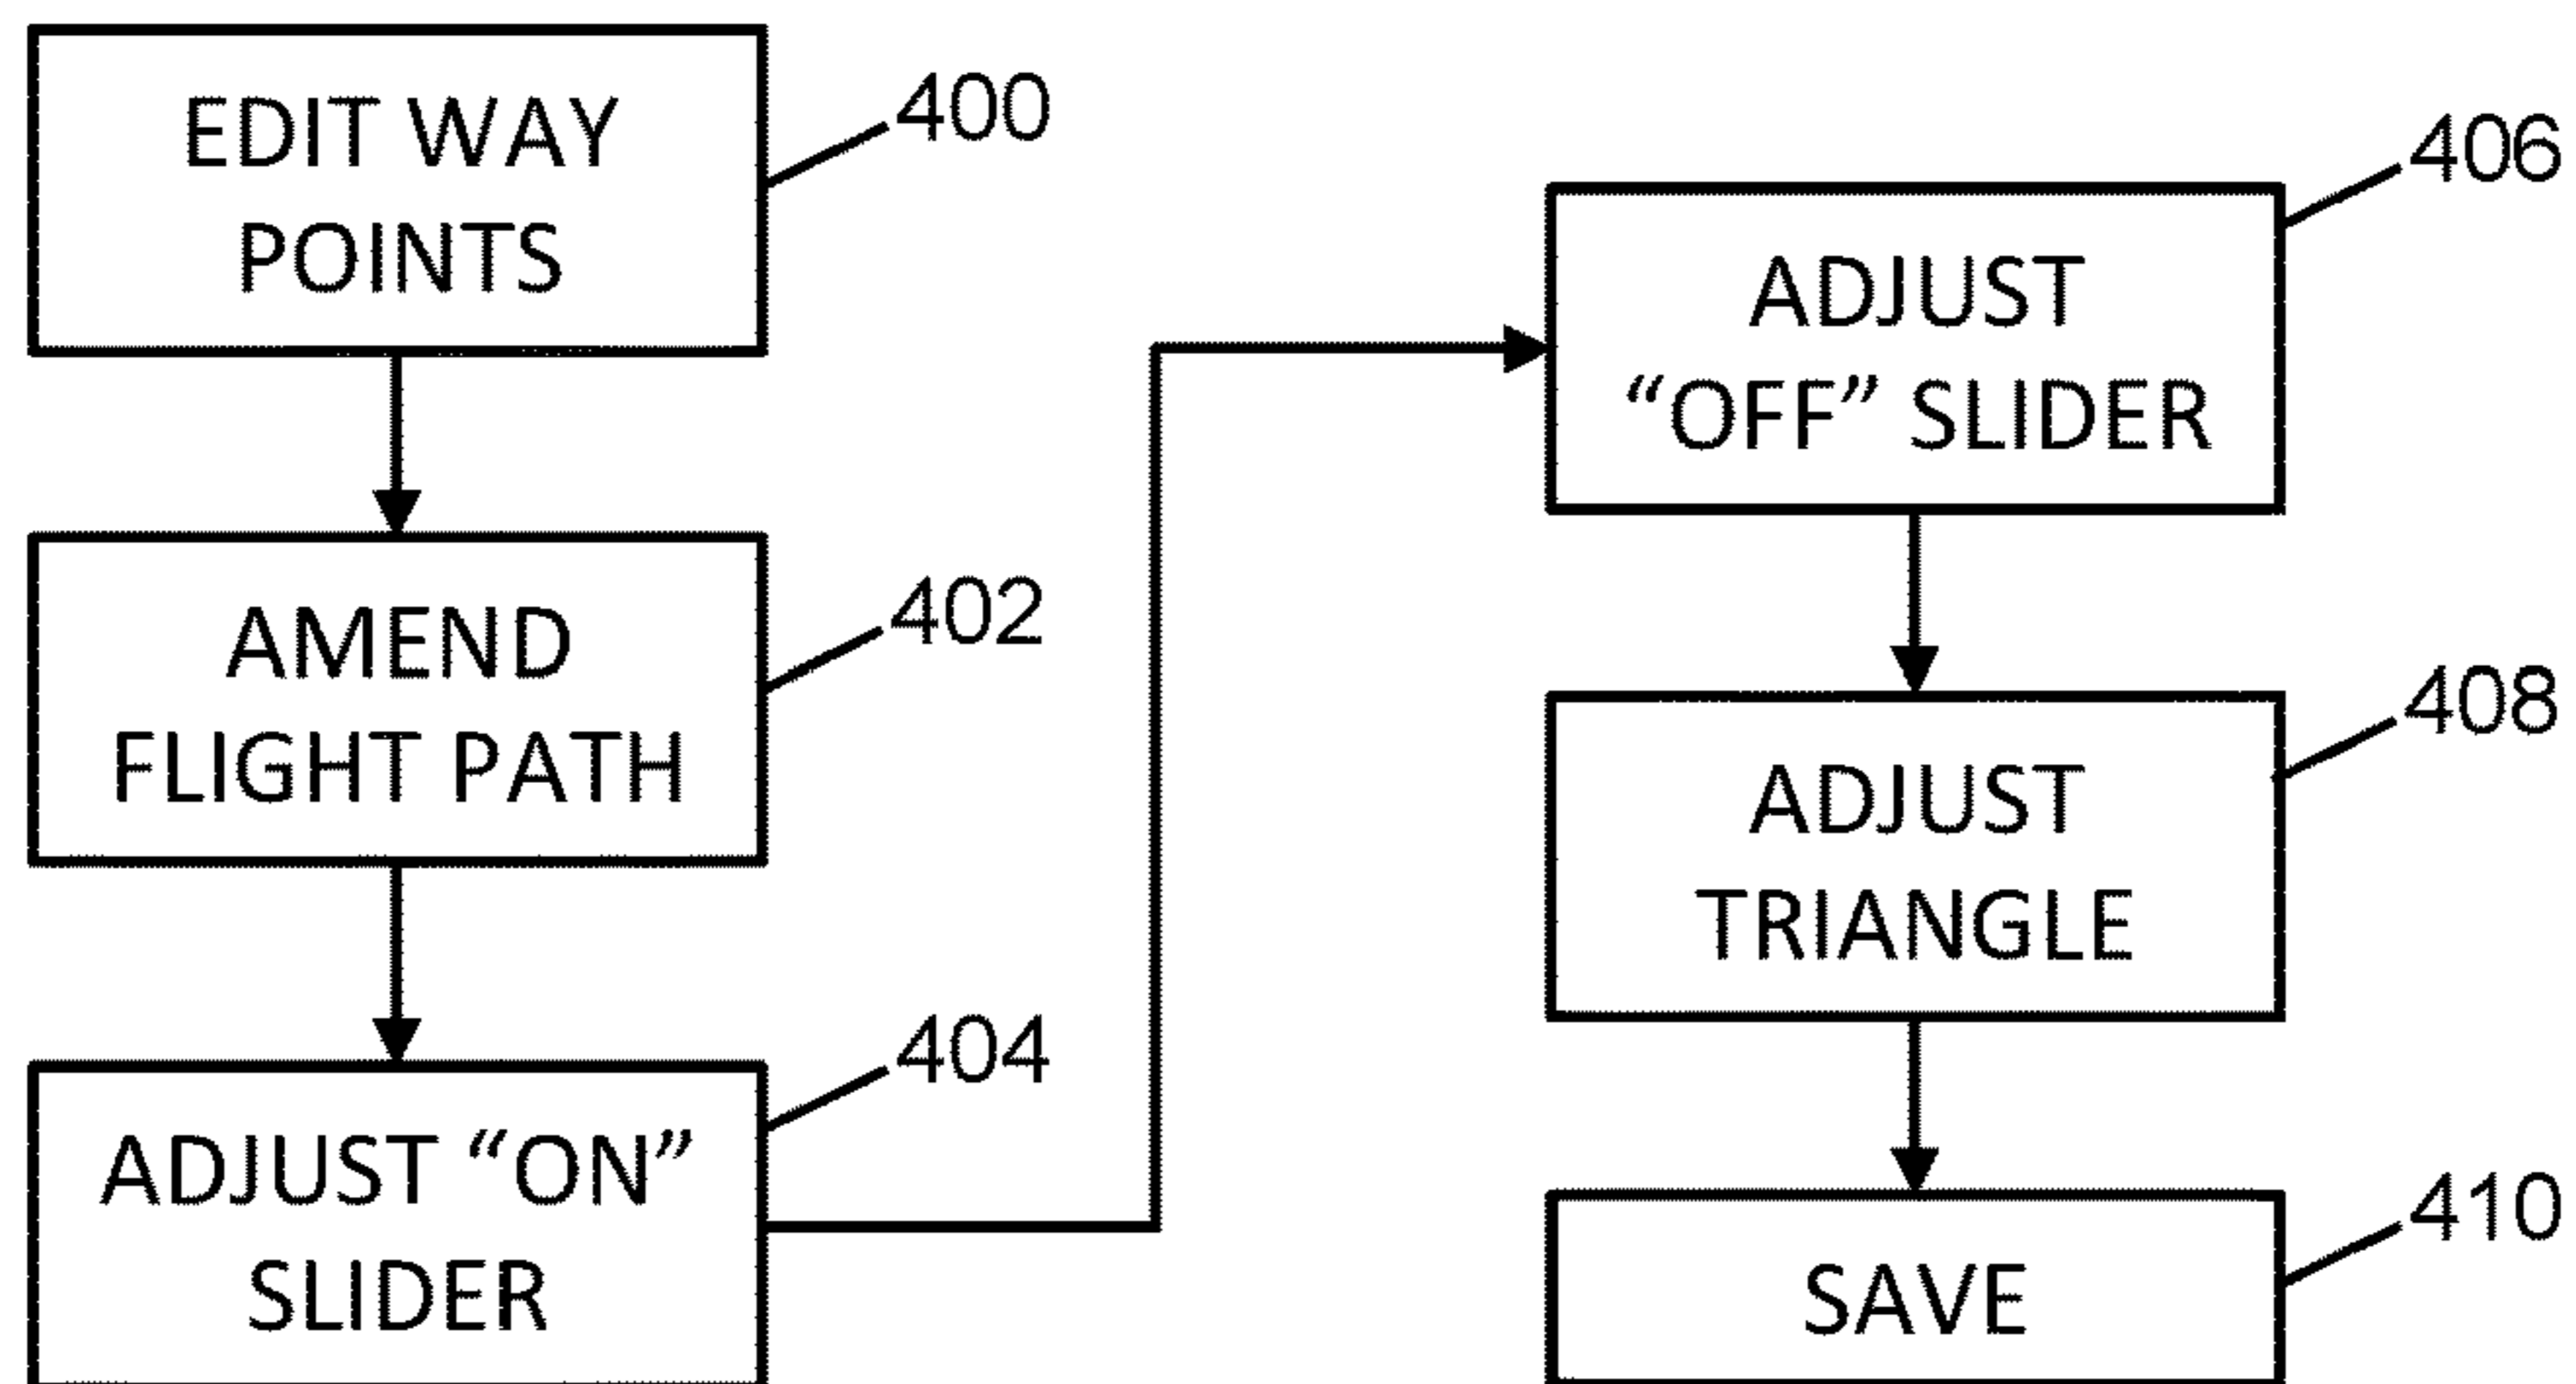 EDIT WAY
POINTS
400
AMEND
FLIGHT PATH
402
ADJUST “ON”
SLIDER
404
ADJUST
“OFF” SLIDER
406
ADJUST
TRIANGLE
408
SAVE
410